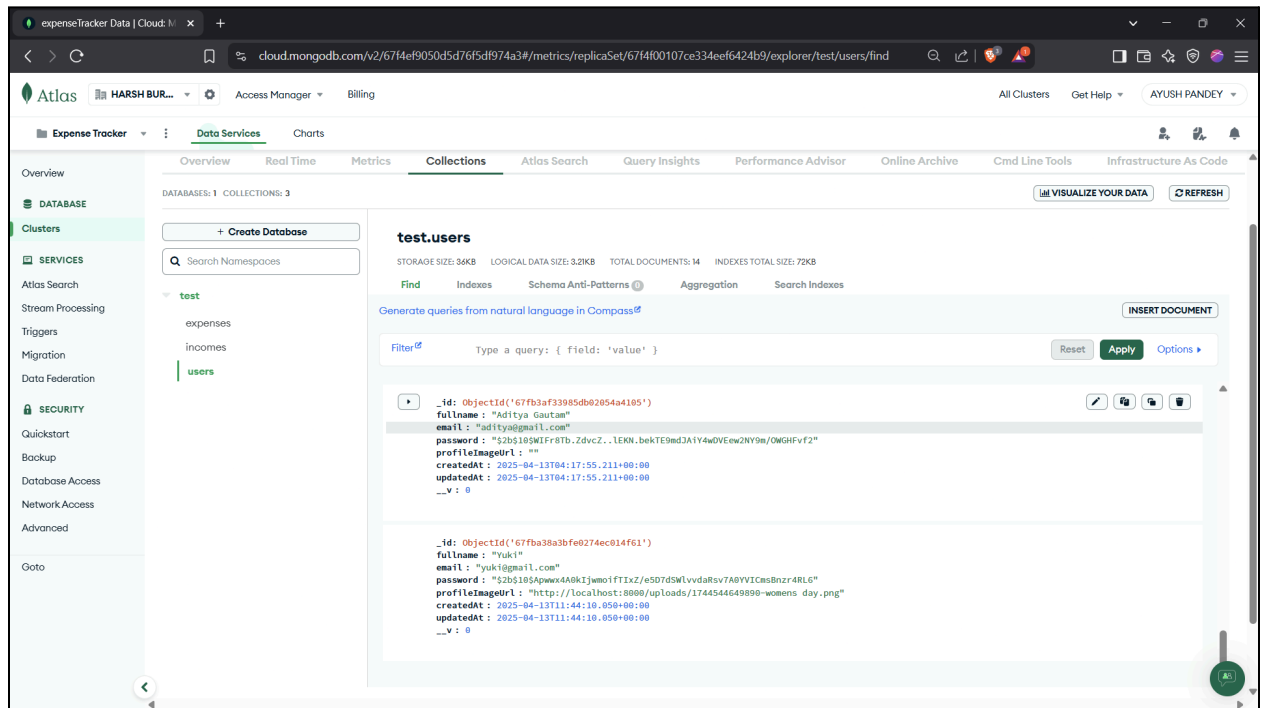 expenseTracker Data | Cloud: M
cloud.mongodb.com/v2/67f4ef9050d5d76f5df974a3#/metrics/replicaSet/67f4f00107ce334eef6424b9/explorer/test/users/find
Atlas HARSH BUR... Access Manager Billing All Clusters Get Help AYUSH PANDEY
Expense Tracker Data Services Charts
Overview Real Time Metrics Collections Atlas Search Query Insights Performance Advisor Online Archive Cmd Line Tools Infrastructure As Code
Overview
DATABASE
Clusters
SERVICES
Atlas Search
Stream Processing
Triggers
Migration
Data Federation
SECURITY
Quickstart
Backup
Database Access
Network Access
Advanced
Goto
DATABASES: 1 COLLECTIONS: 3
VISUALIZE YOUR DATA REFRESH
+ Create Database
Search Namespaces
test
expenses
incomes
users
test.users
STORAGE SIZE: 36KB LOGICAL DATA SIZE: 3.21KB TOTAL DOCUMENTS: 14 INDEXES TOTAL SIZE: 72KB
Find Indexes Schema Anti-Patterns 0 Aggregation Search Indexes
Generate queries from natural language in Compass
INSERT DOCUMENT
Filter Type a query: { field: 'value' } Reset Apply Options
_id: ObjectId('67fb3af33985db02054a4105')
fullname : "Aditya Gautam"
email : "aditya@gmail.com"
password : "$2b$10$WIFr8Tb.ZdvcZ..lEKN.bekTE9mdJAiY4wDVEew2NY9m/OWGHFvf2"
profileImageUrl : ""
createdAt : 2025-04-13T04:17:55.211+00:00
updatedAt : 2025-04-13T04:17:55.211+00:00
__v : 0
_id: ObjectId('67fba38a3bfe0274ec014f61')
fullname : "Yuki"
email : "yuki@gmail.com"
password : "$2b$10$Apwwx4A0kIjwmoifTIxZ/e5D7dSWlvvdaRsv7A0YVICmsBnzr4RL6"
profileImageUrl : "http://localhost:8000/uploads/1744544649890-womens day.png"
createdAt : 2025-04-13T11:44:10.050+00:00
updatedAt : 2025-04-13T11:44:10.050+00:00
__v : 0